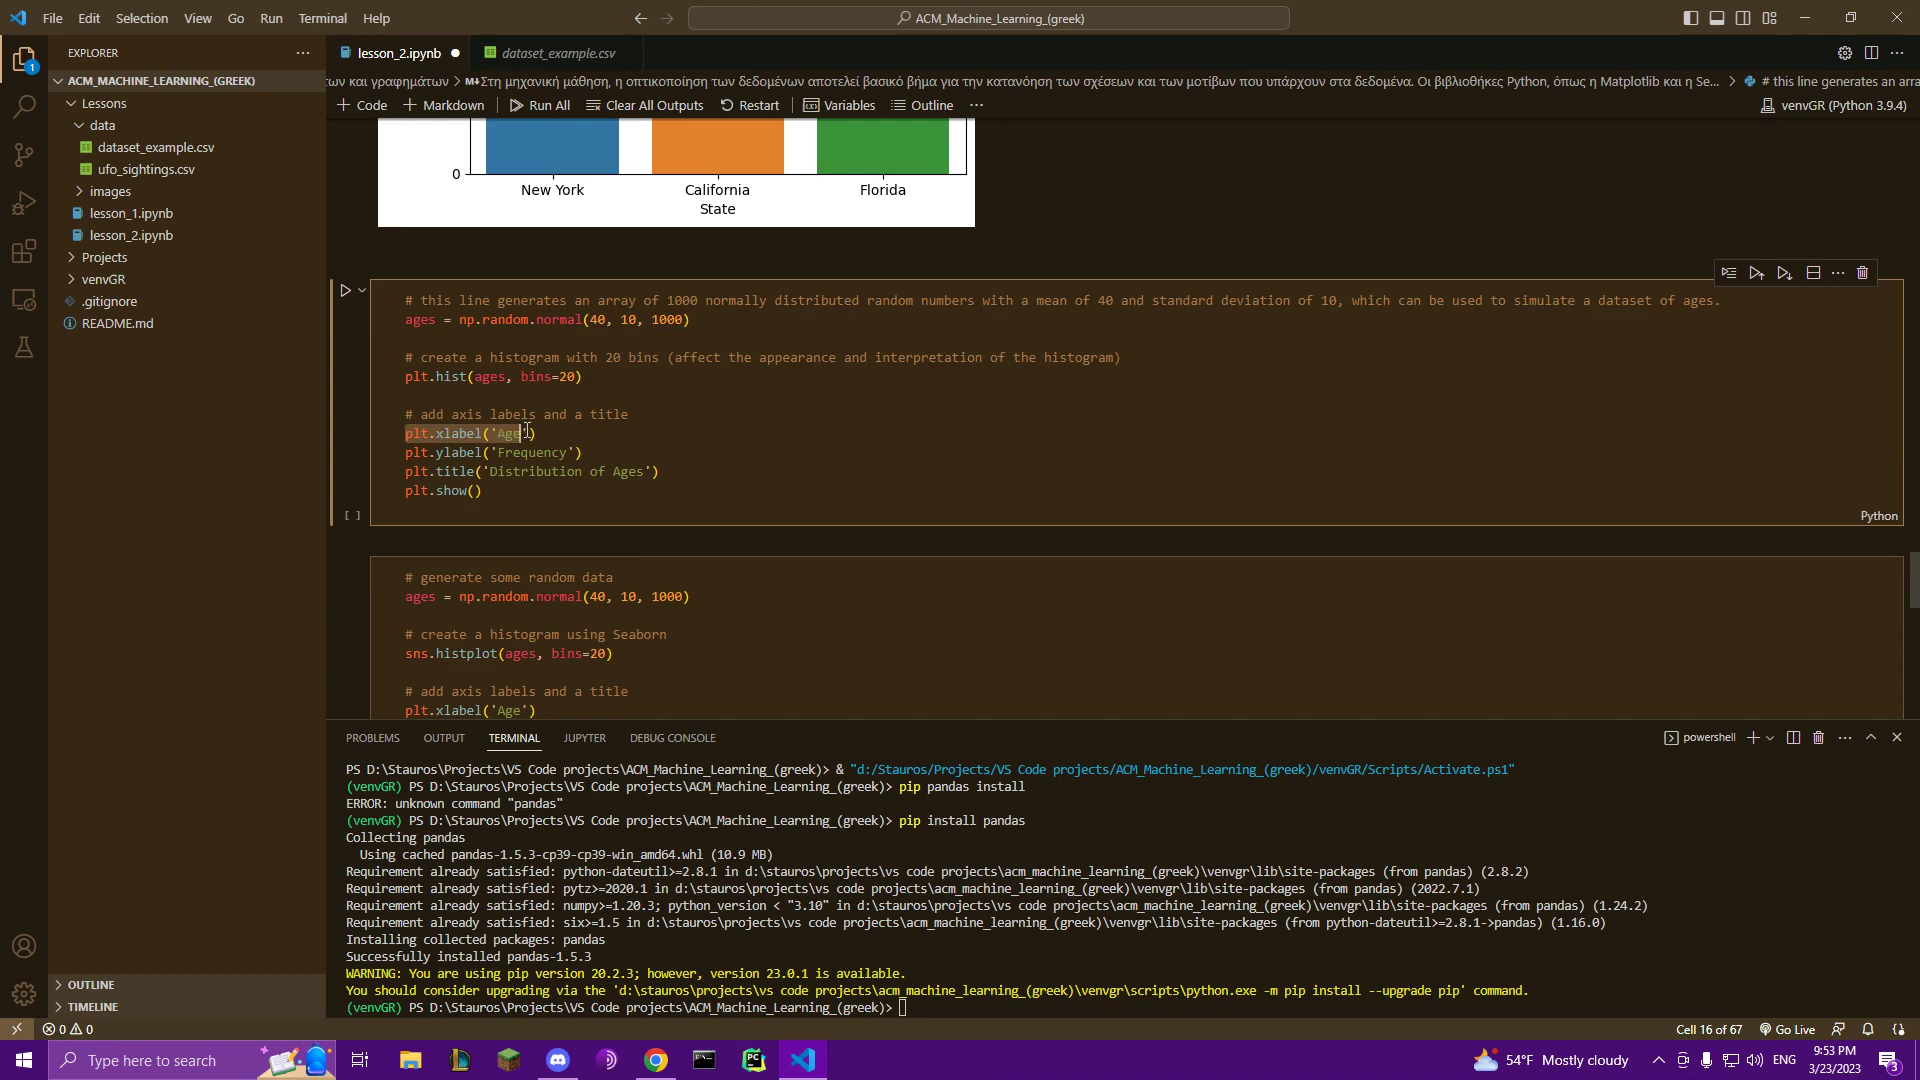 File Edit Selection View Go Run Terminal Help
ACM_Machine_Learning_(greek)
EXPLORER
lesson_2.ipynb
dataset_example.csv
ACM_MACHINE_LEARNING_(GREEK)
των και γραφημάτων > M↓Στη μηχανική μάθηση, η οπτικοποίηση των δεδομένων αποτελεί βασικό βήμα για την κατανόηση των σχέσεων και των μοτίβων που υπάρχουν στα δεδομένα. Οι βιβλιοθήκες Python, όπως η Matplotlib και η Se... > # this line generates an arra
+ Code + Markdown Run All Clear All Outputs Restart Variables Outline ...
venvGR (Python 3.9.4)
Lessons
data
dataset_example.csv
ufo_sightings.csv
images
lesson_1.ipynb
lesson_2.ipynb
Projects
venvGR
.gitignore
README.md
0
New York California Florida
State
# this line generates an array of 1000 normally distributed random numbers with a mean of 40 and standard deviation of 10, which can be used to simulate a dataset of ages.
ages = np.random.normal(40, 10, 1000)
# create a histogram with 20 bins (affect the appearance and interpretation of the histogram)
plt.hist(ages, bins=20)
# add axis labels and a title
plt.xlabel('Age')
plt.ylabel('Frequency')
plt.title('Distribution of Ages')
plt.show()
[ ]
Python
# generate some random data
ages = np.random.normal(40, 10, 1000)
# create a histogram using Seaborn
sns.histplot(ages, bins=20)
# add axis labels and a title
plt.xlabel('Age')
PROBLEMS OUTPUT TERMINAL JUPYTER DEBUG CONSOLE
powershell
PS D:\Stauros\Projects\VS Code projects\ACM_Machine_Learning_(greek)> & "d:/Stauros/Projects/VS Code projects/ACM_Machine_Learning_(greek)/venvGR/Scripts/Activate.ps1"
(venvGR) PS D:\Stauros\Projects\VS Code projects\ACM_Machine_Learning_(greek)> pip pandas install
ERROR: unknown command "pandas"
(venvGR) PS D:\Stauros\Projects\VS Code projects\ACM_Machine_Learning_(greek)> pip install pandas
Collecting pandas
Using cached pandas-1.5.3-cp39-cp39-win_amd64.whl (10.9 MB)
Requirement already satisfied: python-dateutil>=2.8.1 in d:\stauros\projects\vs code projects\acm_machine_learning_(greek)\venvgr\lib\site-packages (from pandas) (2.8.2)
Requirement already satisfied: pytz>=2020.1 in d:\stauros\projects\vs code projects\acm_machine_learning_(greek)\venvgr\lib\site-packages (from pandas) (2022.7.1)
Requirement already satisfied: numpy>=1.20.3; python_version < "3.10" in d:\stauros\projects\vs code projects\acm_machine_learning_(greek)\venvgr\lib\site-packages (from pandas) (1.24.2)
Requirement already satisfied: six>=1.5 in d:\stauros\projects\vs code projects\acm_machine_learning_(greek)\venvgr\lib\site-packages (from python-dateutil>=2.8.1->pandas) (1.16.0)
Installing collected packages: pandas
Successfully installed pandas-1.5.3
WARNING: You are using pip version 20.2.3; however, version 23.0.1 is available.
You should consider upgrading via the 'd:\stauros\projects\vs code projects\acm_machine_learning_(greek)\venvgr\scripts\python.exe -m pip install --upgrade pip' command.
(venvGR) PS D:\Stauros\Projects\VS Code projects\ACM_Machine_Learning_(greek)>
OUTLINE
TIMELINE
0 0
Cell 16 of 67 Go Live
Type here to search
54°F Mostly cloudy
ENG
9:53 PM
3/23/2023
3
1